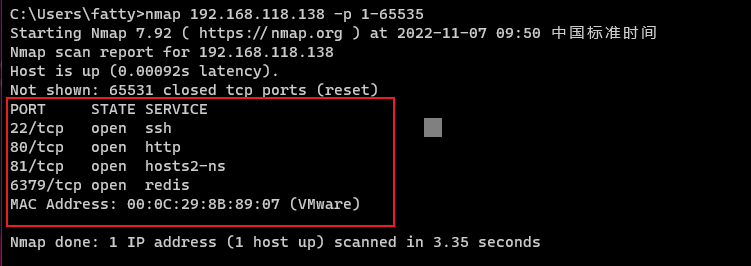 C:\Users\fatty>nmap 192.168.118.138 -p 1-65535
Starting Nmap 7.92 ( https://nmap.org ) at 2022-11-07 09:50 中国标准时间
Nmap scan report for 192.168.118.138
Host is up (0.00092s latency).
Not shown: 65531 closed tcp ports (reset)
PORT     STATE SERVICE
22/tcp   open  ssh
80/tcp   open  http
81/tcp   open  hosts2-ns
6379/tcp open  redis
MAC Address: 00:0C:29:8B:89:07 (VMware)
Nmap done: 1 IP address (1 host up) scanned in 3.35 seconds